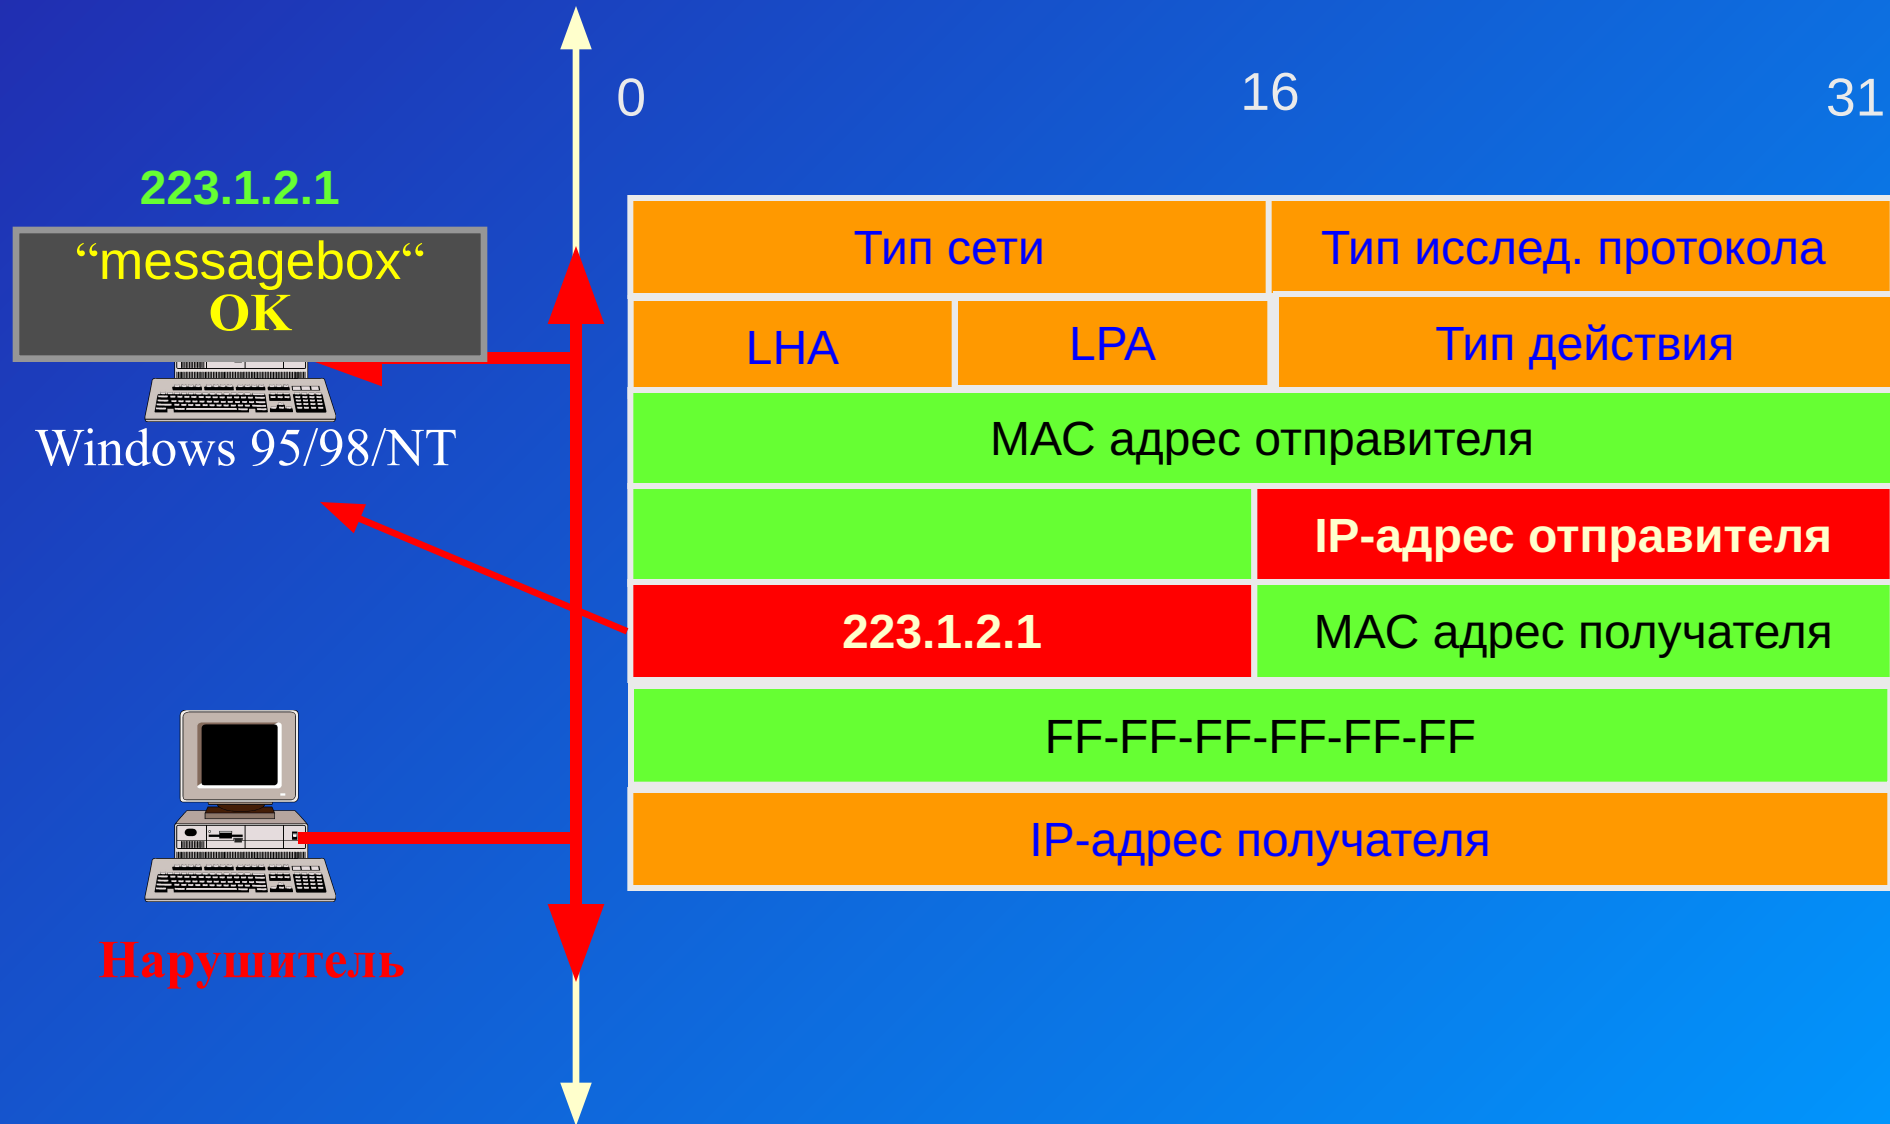 0
16
31
223.1.2.1
“messagebox“
OK
Windows 95/98/NT
Нарушитель
Тип сети
Тип исслед. протокола
LHA
LPA
Тип действия
MAC адрес отправителя
IP-адрес отправителя
223.1.2.1
MAC адрес получателя
FF-FF-FF-FF-FF-FF
IP-адрес получателя